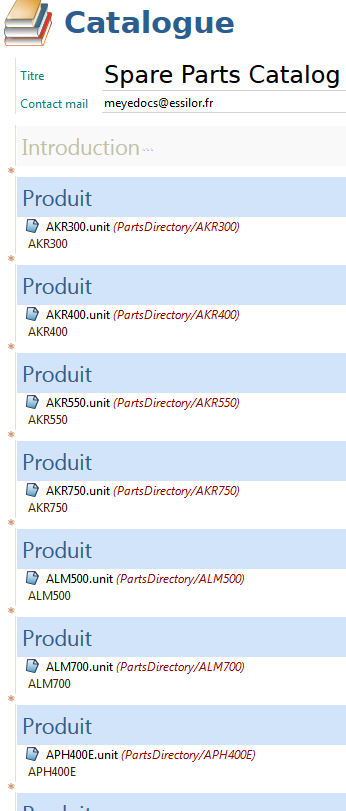 Catalogue
Titre Spare Parts Catalog
Contact mail meyedocs@essilor.fr
Introduction...
* Produit
AKR300.unit (PartsDirectory/AKR300)
AKR300
* Produit
AKR400.unit (PartsDirectory/AKR400)
AKR400
* Produit
AKR550.unit (PartsDirectory/AKR550)
AKR550
* Produit
AKR750.unit (PartsDirectory/AKR750)
AKR750
* Produit
ALM500.unit (PartsDirectory/ALM500)
ALM500
* Produit
ALM700.unit (PartsDirectory/ALM700)
ALM700
* Produit
APH400E.unit (PartsDirectory/APH400E)
APH400E
* Produit